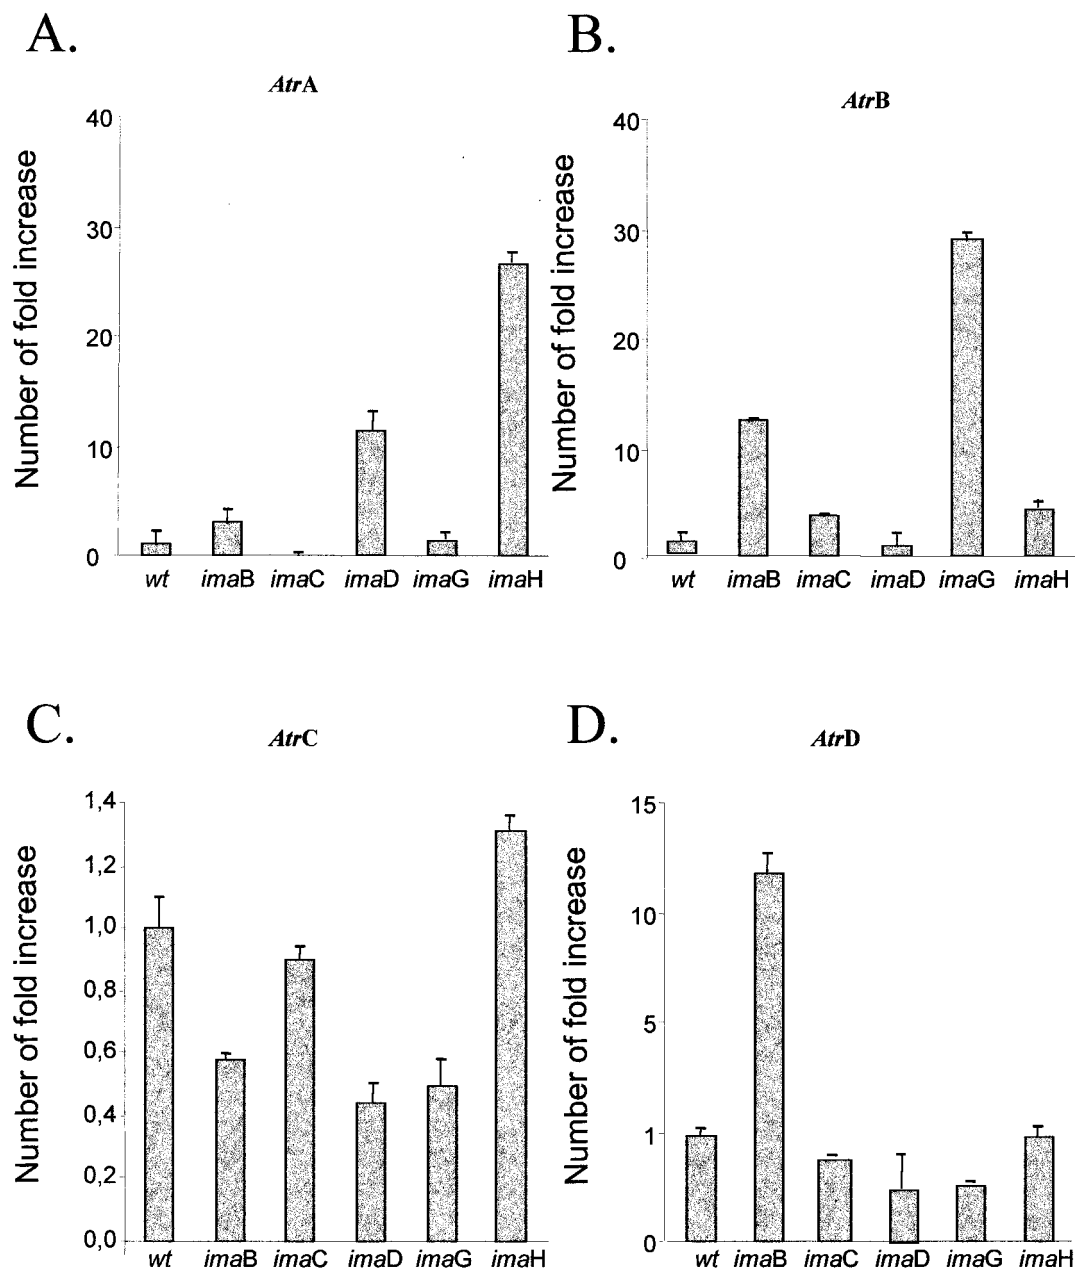 A.
AtrA
Number of fold increase
40
30
20
10
0
wt imaB imaC imaD imaG imaH
B.
AtrB
Number of fold increase
40
30
20
10
0
wt imaB imaC imaD imaG imaH
C.
AtrC
Number of fold increase
1,4
1,2
1,0
0,8
0,6
0,4
0,2
0,0
wt imaB imaC imaD imaG imaH
D.
AtrD
Number of fold increase
15
10
5
1
0
wt imaB imaC imaD imaG imaH